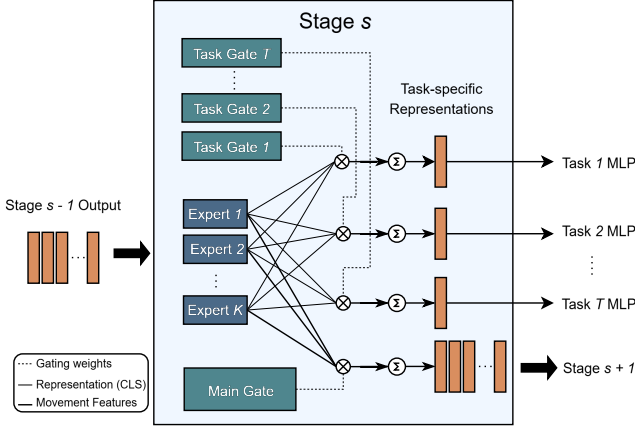 Stage s
Task Gate T
Task Gate 2
Task Gate 1
Task-specific
Representations
Σ
Task 1 MLP
Stage s - 1 Output
Expert 1
Expert 2
Expert K
Σ
Task 2 MLP
Σ
Task T MLP
Σ
Stage s + 1
Main Gate
Gating weights
Representation (CLS)
Movement Features